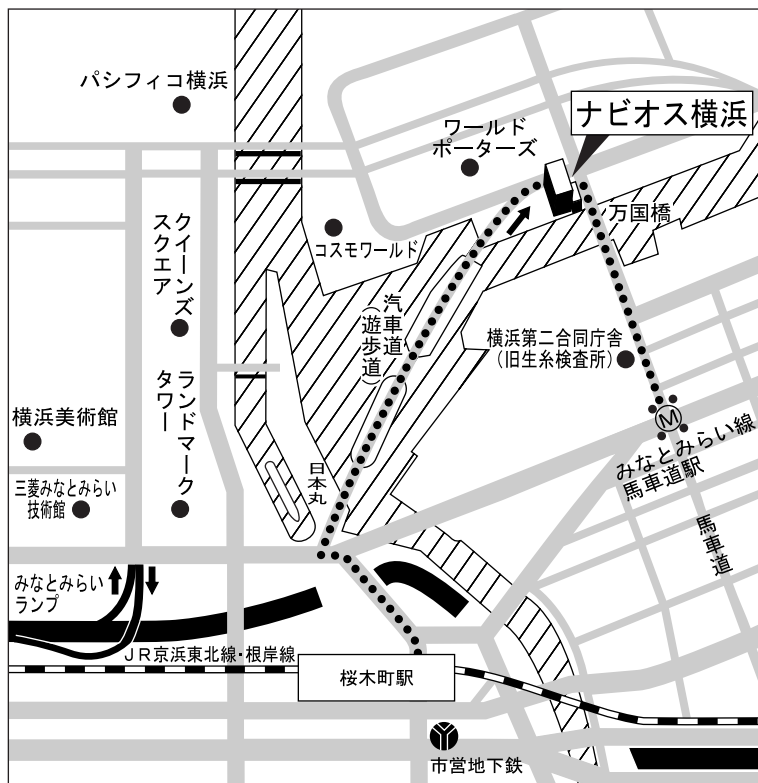 パシフィコ横浜
ワールド
ポーターズ
ナビオス横浜
万国橋
コスモワールド
クイーンズ
スクエア
汽車道
（遊歩道）
横浜第二合同庁舎
（旧生糸検査所）
ランドマーク
タワー
横浜美術館
三菱みなとみらい
技術館
日本丸
M
みなとみらい線
馬車道駅
馬車道
みなとみらい
ランプ
JR京浜東北線・根岸線
桜木町駅
市営地下鉄